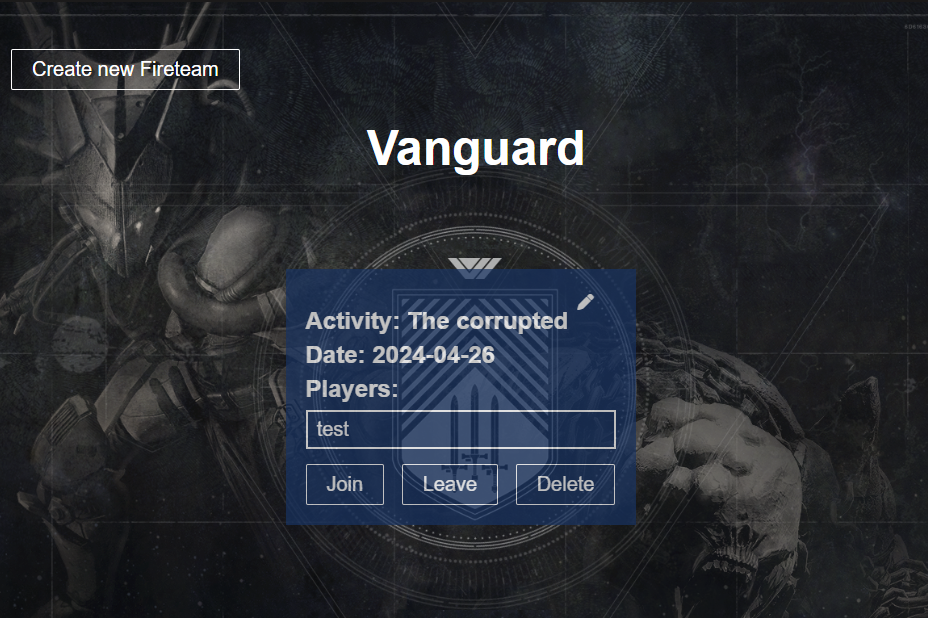 Create new Fireteam
Vanguard
Activity: The corrupted
Date: 2024-04-26
Players:
test
Join
Leave
Delete